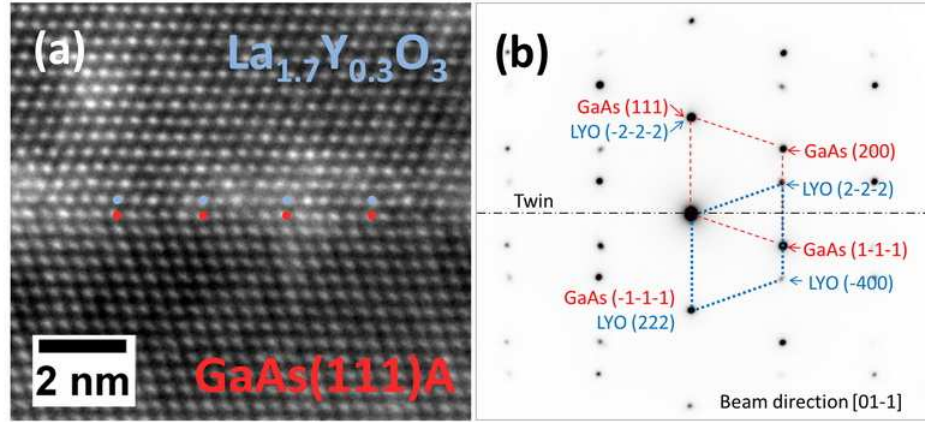 (a)
La1.7Y0.3O3
2 nm
GaAs(111)A
(b)
GaAs (111)
LYO (-2-2-2)
GaAs (200)
LYO (2-2-2)
Twin
GaAs (1-1-1)
LYO (-400)
GaAs (-1-1-1)
LYO (222)
Beam direction [01-1]